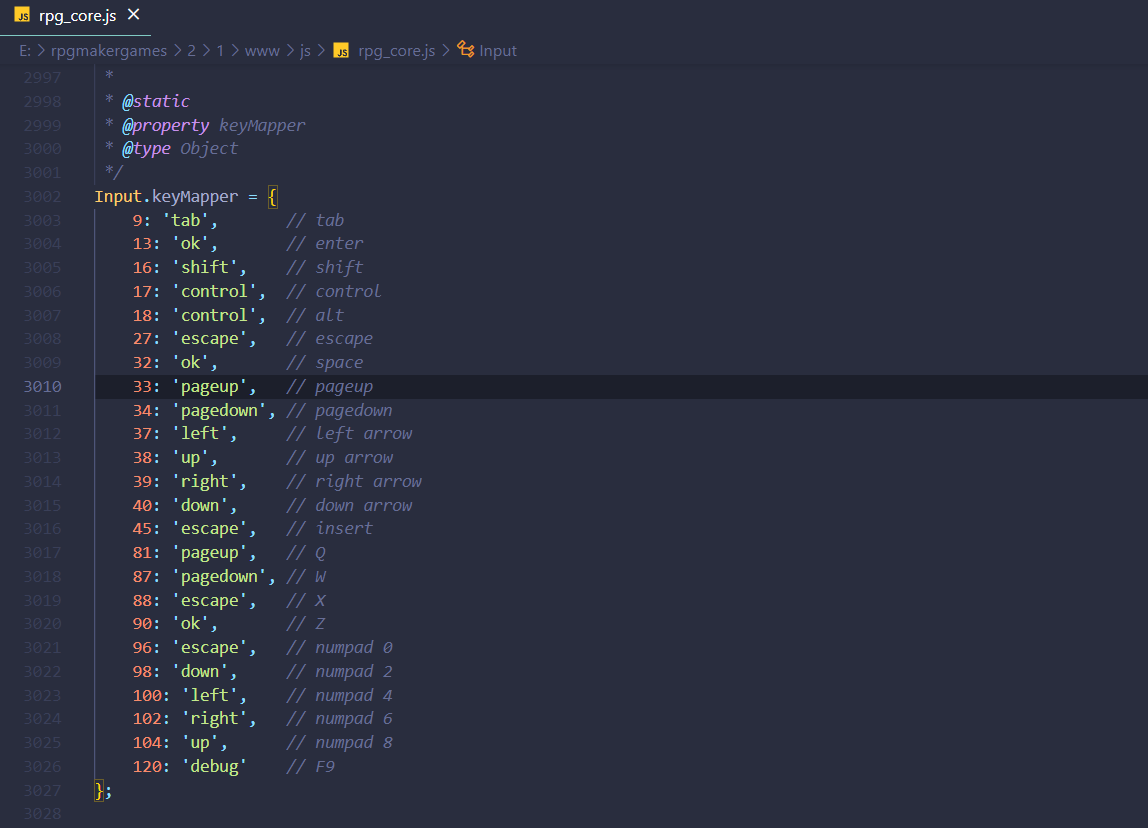 JS rpg_core.js ✕
E: > rpgmakergames > 2 > 1 > www > js > JS rpg_core.js > Input
2997 *
2998 * @static
2999 * @property keyMapper
3000 * @type Object
3001 */
3002 Input.keyMapper = {
3003 9: 'tab', // tab
3004 13: 'ok', // enter
3005 16: 'shift', // shift
3006 17: 'control', // control
3007 18: 'control', // alt
3008 27: 'escape', // escape
3009 32: 'ok', // space
3010 33: 'pageup', // pageup
3011 34: 'pagedown', // pagedown
3012 37: 'left', // left arrow
3013 38: 'up', // up arrow
3014 39: 'right', // right arrow
3015 40: 'down', // down arrow
3016 45: 'escape', // insert
3017 81: 'pageup', // Q
3018 87: 'pagedown', // W
3019 88: 'escape', // X
3020 90: 'ok', // Z
3021 96: 'escape', // numpad 0
3022 98: 'down', // numpad 2
3023 100: 'left', // numpad 4
3024 102: 'right', // numpad 6
3025 104: 'up', // numpad 8
3026 120: 'debug' // F9
3027 };
3028